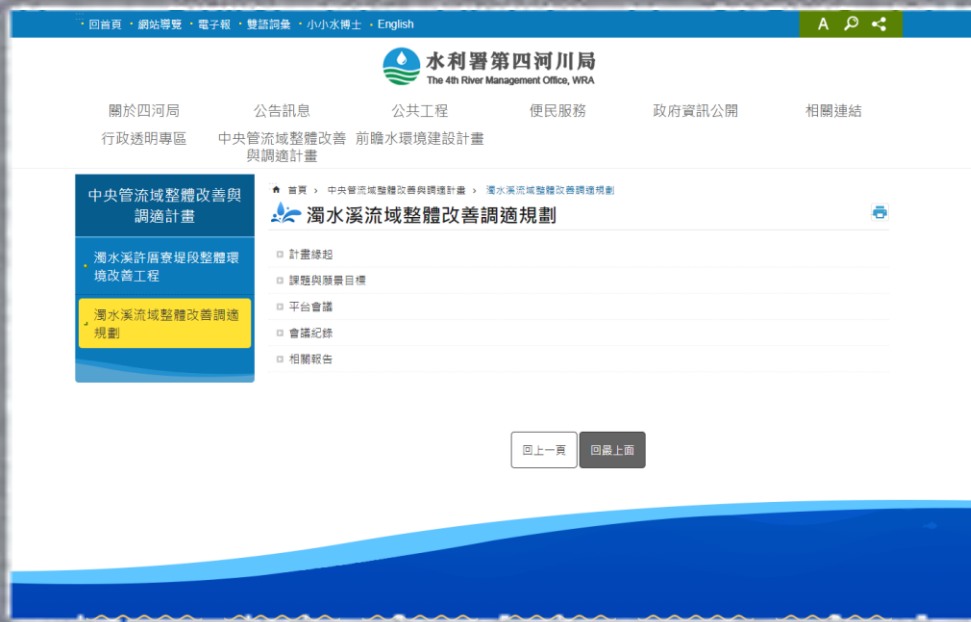 ・回首頁 ・網站導覽 ・電子報 ・雙語詞彙 ・小小水博士 ・English
A
水利署第四河川局
The 4th River Management Office, WRA
關於四河局 公告訊息 公共工程 便民服務 政府資訊公開 相關連結
行政透明專區 中央管流域整體改善與調適計畫 前瞻水環境建設計畫
中央管流域整體改善與
調適計畫
濁水溪許厝寮堤段整體環
境改善工程
濁水溪流域整體改善調適
規劃
首頁 › 中央管流域整體改善與調適計畫 › 濁水溪流域整體改善調適規劃
濁水溪流域整體改善調適規劃
計畫緣起
課題與願景目標
平台會議
會議紀錄
相關報告
回上一頁 回最上面